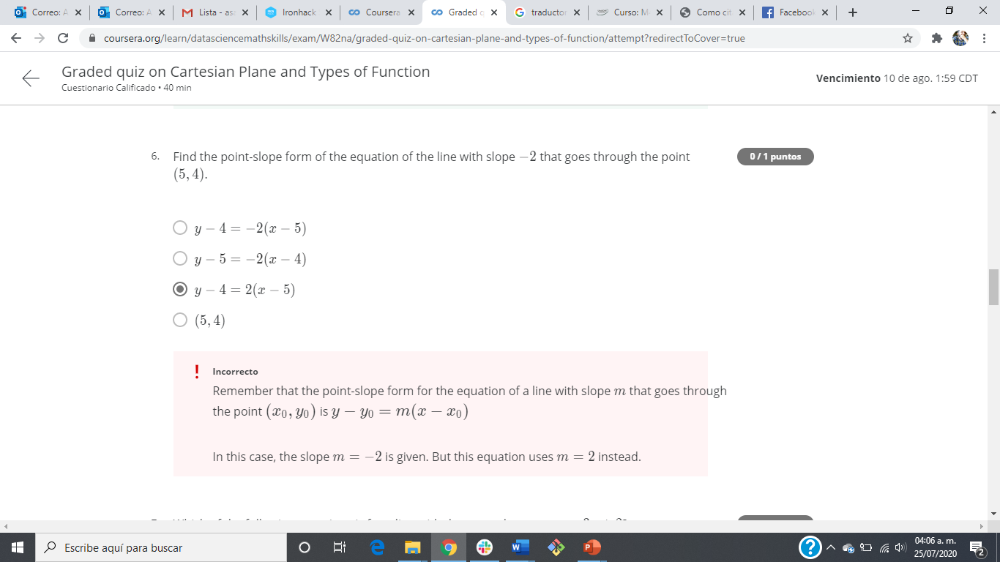 Correo: A
Correo: A
Lista - asa
Ironhack
Coursera
Graded q
traductor
Curso: M
Como cit
Facebook
coursera.org/learn/datasciencemathskills/exam/W82na/graded-quiz-on-cartesian-plane-and-types-of-function/attempt?redirectToCover=true
Graded quiz on Cartesian Plane and Types of Function
Cuestionario Calificado • 40 min
Vencimiento 10 de ago. 1:59 CDT
6. Find the point-slope form of the equation of the line with slope −2 that goes through the point
(5, 4).
0 / 1 puntos
y − 4 = −2(x − 5)
y − 5 = −2(x − 4)
y − 4 = 2(x − 5)
(5, 4)
! Incorrecto
Remember that the point-slope form for the equation of a line with slope m that goes through
the point (x₀, y₀) is y − y₀ = m(x − x₀)
In this case, the slope m = −2 is given. But this equation uses m = 2 instead.
Escribe aquí para buscar
04:06 a. m.
25/07/2020
2